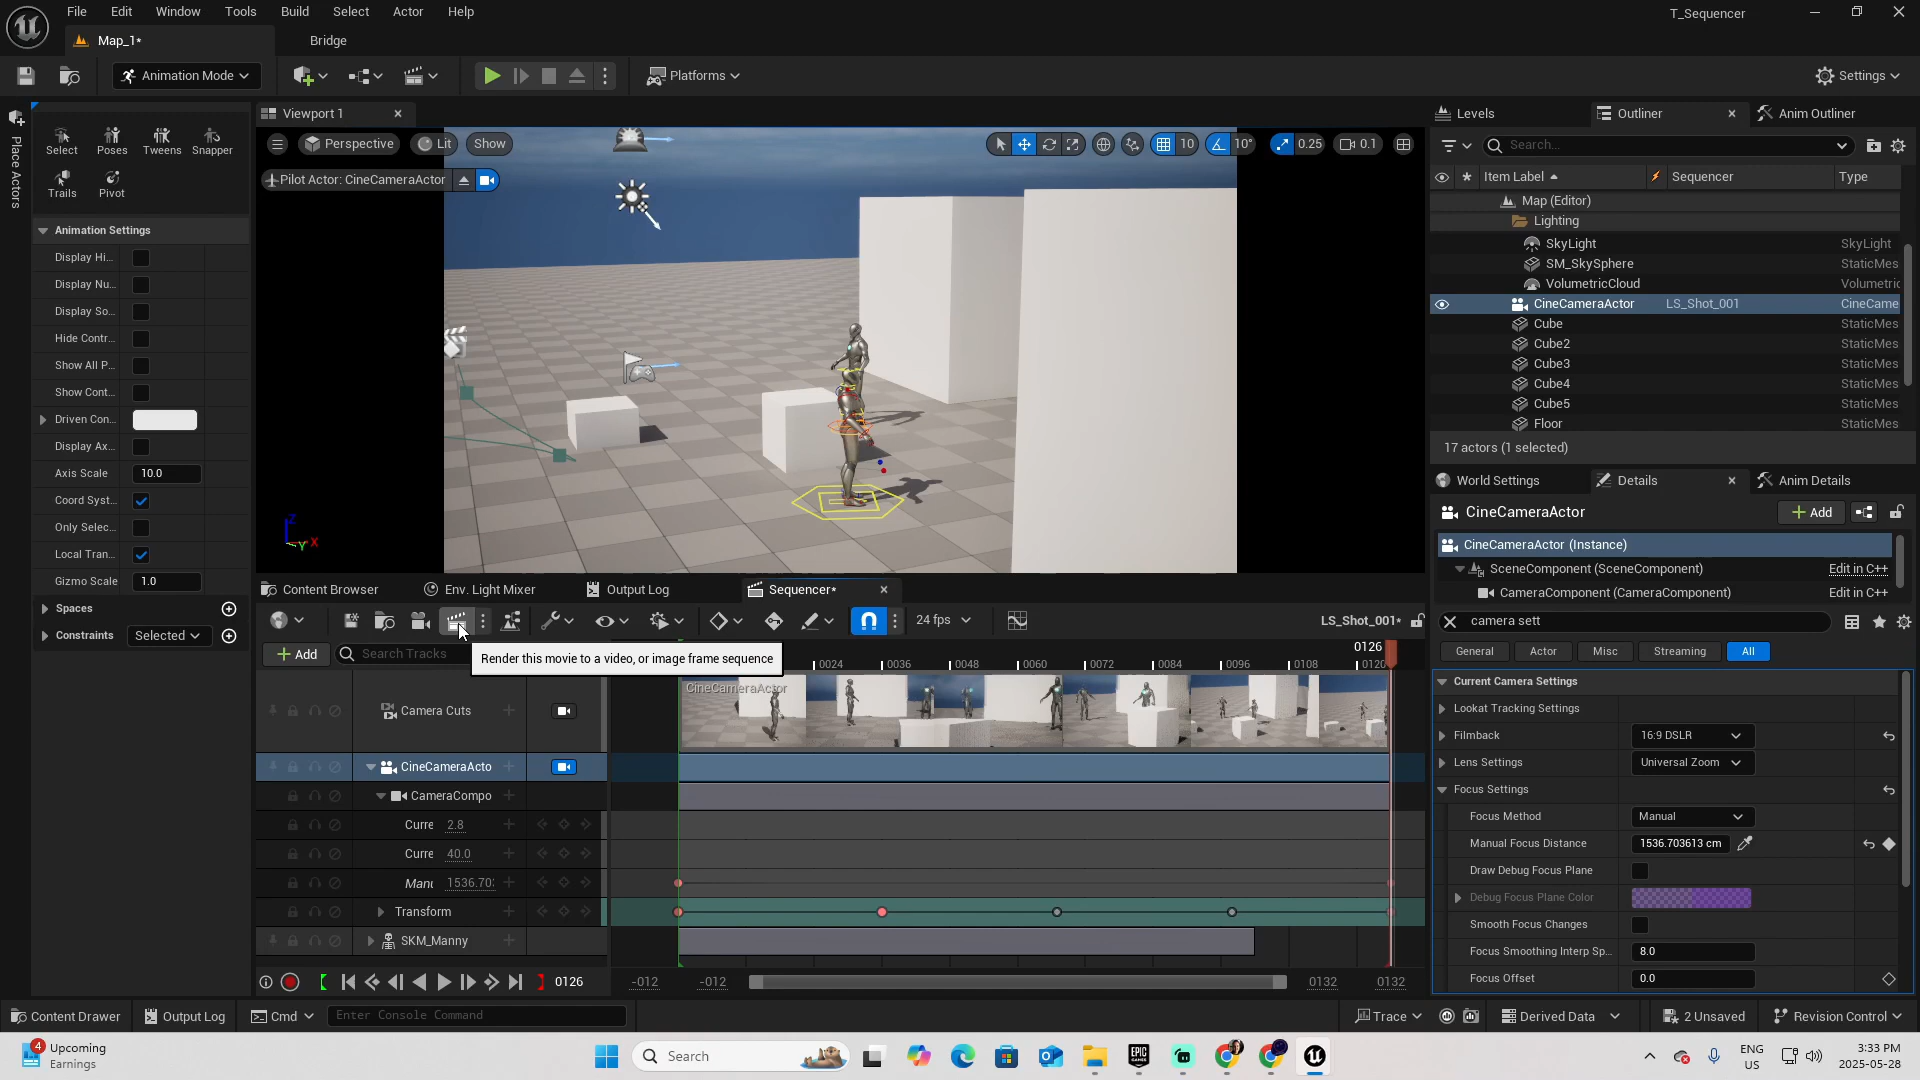 File Edit Window Tools Build Select Actor Help
T_Sequencer
Map_1*
Bridge
Animation Mode
Platforms
Settings
Place Actors
Select
Poses
Tweens
Snapper
Trails
Pivot
Animation Settings
Display Hi...
Display Nu...
Display So...
Hide Contr...
Show All P...
Show Cont...
Driven Con...
Display Ax...
Axis Scale 10.0
Coord Syst...
Only Selec...
Local Tran...
Gizmo Scale 1.0
Spaces
Constraints Selected
Viewport 1
Perspective Lit Show
10 10° 0.25 0.1
Pilot Actor: CineCameraActor
Z
X
Y
Content Browser Env. Light Mixer Output Log Sequencer*
24 fps
LS_Shot_001*
Add
Search Tracks
Render this movie to a video, or image frame sequence
0126
0024 0036 0048 0060 0072 0084 0096 0108 0120
Camera Cuts
CineCameraActor
CineCameraActo
CameraCompo
Curre 2.8
Curre 40.0
Manu 1536.70:
Transform
SKM_Manny
0126
-012 -012 0132 0132
Levels Outliner Anim Outliner
Search...
Item Label Sequencer Type
Map (Editor)
Lighting
SkyLight SkyLight
SM_SkySphere StaticMes
VolumetricCloud Volumetric
CineCameraActor LS_Shot_001 CineCame
Cube StaticMes
Cube2 StaticMes
Cube3 StaticMes
Cube4 StaticMes
Cube5 StaticMes
Floor StaticMes
17 actors (1 selected)
World Settings Details Anim Details
CineCameraActor
Add
CineCameraActor (Instance)
SceneComponent (SceneComponent) Edit in C++
CameraComponent (CameraComponent) Edit in C++
camera sett
General Actor Misc Streaming All
Current Camera Settings
Lookat Tracking Settings
Filmback 16:9 DSLR
Lens Settings Universal Zoom
Focus Settings
Focus Method Manual
Manual Focus Distance 1536.703613 cm
Draw Debug Focus Plane
Debug Focus Plane Color
Smooth Focus Changes
Focus Smoothing Interp Sp... 8.0
Focus Offset 0.0
Content Drawer
Output Log
Cmd
Enter Console Command
Trace
Derived Data
2 Unsaved
Revision Control
4
Upcoming
Earnings
Search
EPIC
GAMES
ENG
US
3:33 PM
2025-05-28